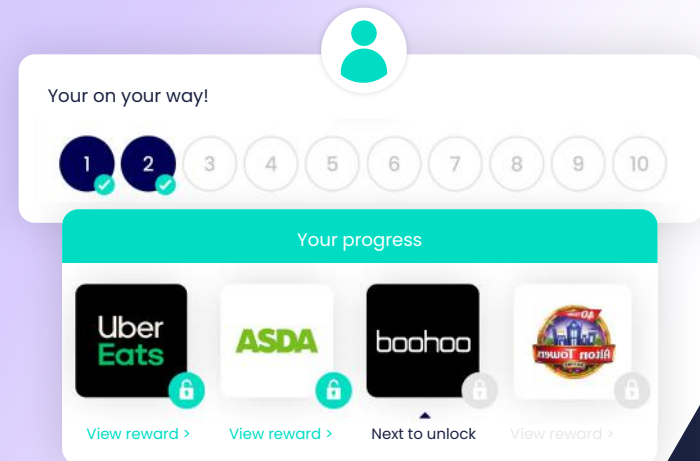 Your on your way!
1 2 3 4 5 6 7 8 9 10
Your progress
Uber
Eats
ASDA
boohoo
40
Alton Towers
View reward >
View reward >
Next to unlock
View reward >